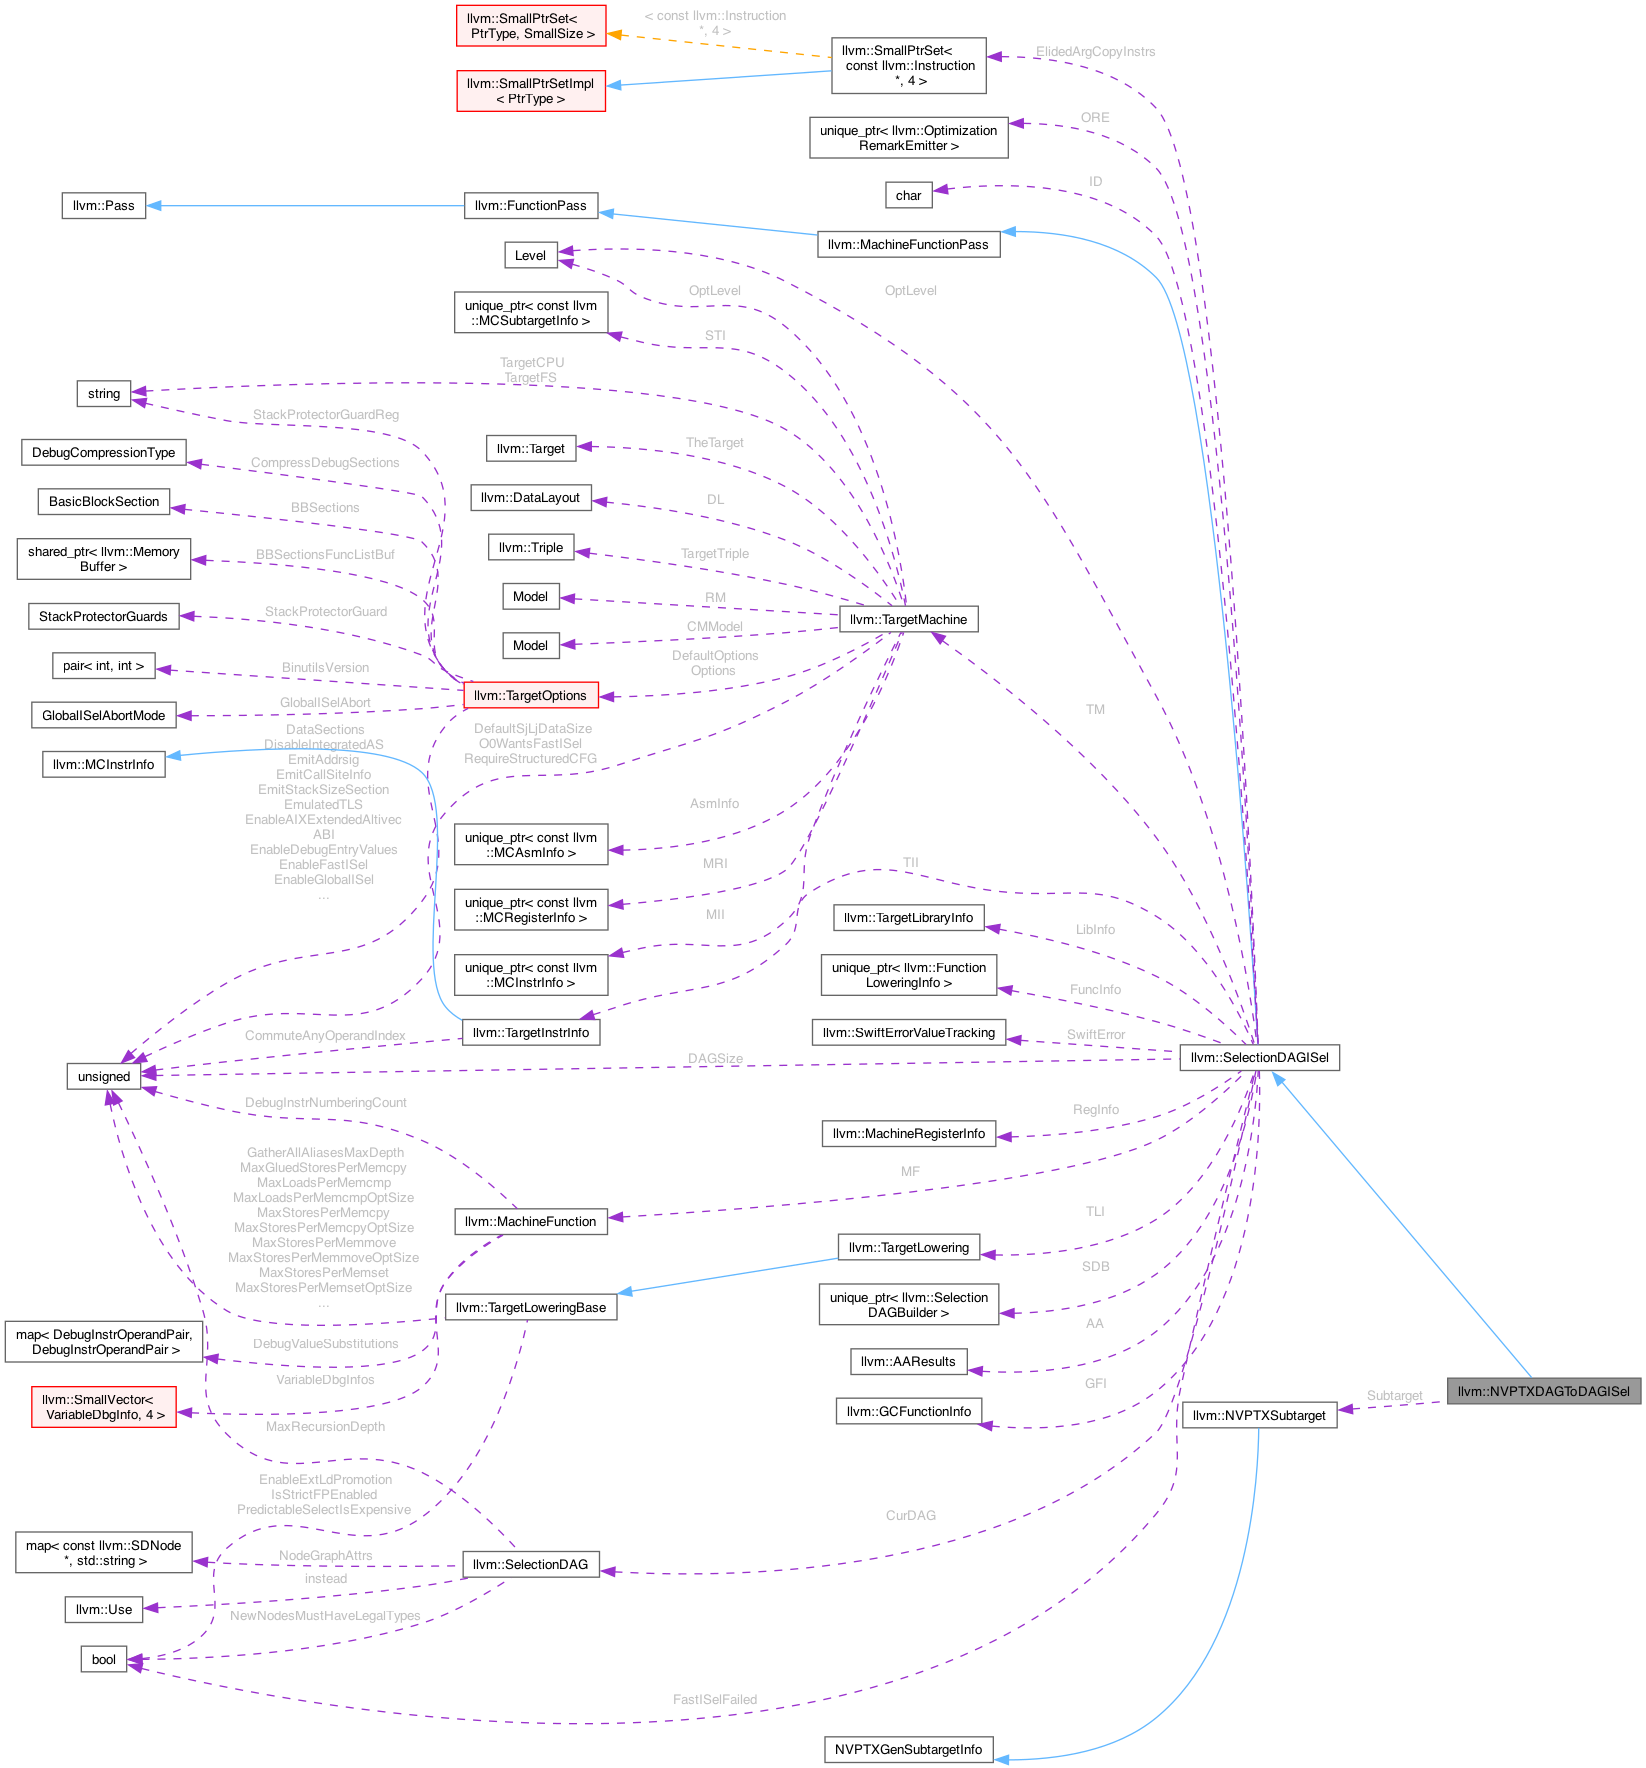 llvm::SmallPtrSet<
PtrType, SmallSize >
< const llvm::Instruction
*, 4 >
llvm::SmallPtrSet<
const llvm::Instruction
*, 4 >
ElidedArgCopyInstrs
llvm::SmallPtrSetImpl
< PtrType >
ORE
unique_ptr< llvm::Optimization
RemarkEmitter >
ID
char
llvm::Pass
llvm::FunctionPass
llvm::MachineFunctionPass
Level
OptLevel
OptLevel
unique_ptr< const llvm
::MCSubtargetInfo >
STI
TargetCPU
TargetFS
string
StackProtectorGuardReg
DebugCompressionType
CompressDebugSections
llvm::Target
TheTarget
BasicBlockSection
BBSections
llvm::DataLayout
DL
shared_ptr< llvm::Memory
Buffer >
BBSectionsFuncListBuf
llvm::Triple
TargetTriple
Model
RM
StackProtectorGuards
StackProtectorGuard
llvm::TargetMachine
Model
CMModel
pair< int, int >
BinutilsVersion
DefaultOptions
Options
llvm::TargetOptions
GlobalISelAbortMode
GlobalISelAbort
TM
llvm::MCInstrInfo
DataSections
DisableIntegratedAS
EmitAddrsig
EmitCallSiteInfo
EmitStackSizeSection
EmulatedTLS
EnableAIXExtendedAltivec
ABI
EnableDebugEntryValues
EnableFastISel
EnableGlobalISel
...
DefaultSjLjDataSize
O0WantsFastISel
RequireStructuredCFG
AsmInfo
unique_ptr< const llvm
::MCAsmInfo >
MRI
TII
unique_ptr< const llvm
::MCRegisterInfo >
MII
llvm::TargetLibraryInfo
LibInfo
unique_ptr< const llvm
::MCInstrInfo >
unique_ptr< llvm::Function
LoweringInfo >
FuncInfo
llvm::TargetInstrInfo
CommuteAnyOperandIndex
llvm::SwiftErrorValueTracking
SwiftError
DAGSize
llvm::SelectionDAGISel
unsigned
DebugInstrNumberingCount
RegInfo
llvm::MachineRegisterInfo
GatherAllAliasesMaxDepth
MaxGluedStoresPerMemcpy
MaxLoadsPerMemcmp
MaxLoadsPerMemcmpOptSize
MaxStoresPerMemcpy
MaxStoresPerMemcpyOptSize
MaxStoresPerMemmove
MaxStoresPerMemmoveOptSize
MaxStoresPerMemset
MaxStoresPerMemsetOptSize
...
MF
llvm::MachineFunction
TLI
llvm::TargetLowering
SDB
unique_ptr< llvm::Selection
DAGBuilder >
llvm::TargetLoweringBase
AA
map< DebugInstrOperandPair,
DebugInstrOperandPair >
DebugValueSubstitutions
llvm::AAResults
VariableDbgInfos
GFI
llvm::SmallVector<
VariableDbgInfo, 4 >
llvm::GCFunctionInfo
llvm::NVPTXSubtarget
Subtarget
llvm::NVPTXDAGToDAGISel
MaxRecursionDepth
EnableExtLdPromotion
IsStrictFPEnabled
PredictableSelectIsExpensive
CurDAG
map< const llvm::SDNode
*, std::string >
NodeGraphAttrs
llvm::SelectionDAG
instead
llvm::Use
NewNodesMustHaveLegalTypes
bool
FastISelFailed
NVPTXGenSubtargetInfo